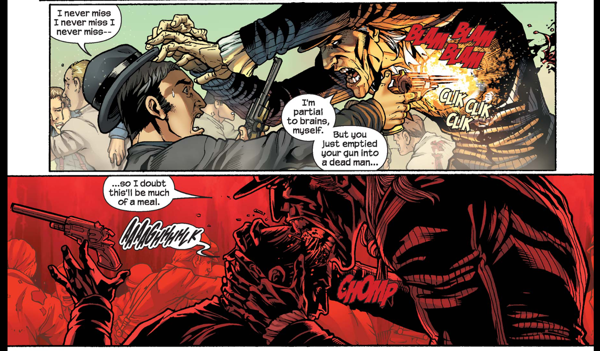 I never miss
I never miss I
never miss--
BLAM BLAM
BLAM
CLIK CLIK
CLIK
I'm
partial
to brains,
myself.
But you
just emptied
your gun into
a dead man...
...so I doubt
this'll be much
of a meal.
CHOMP